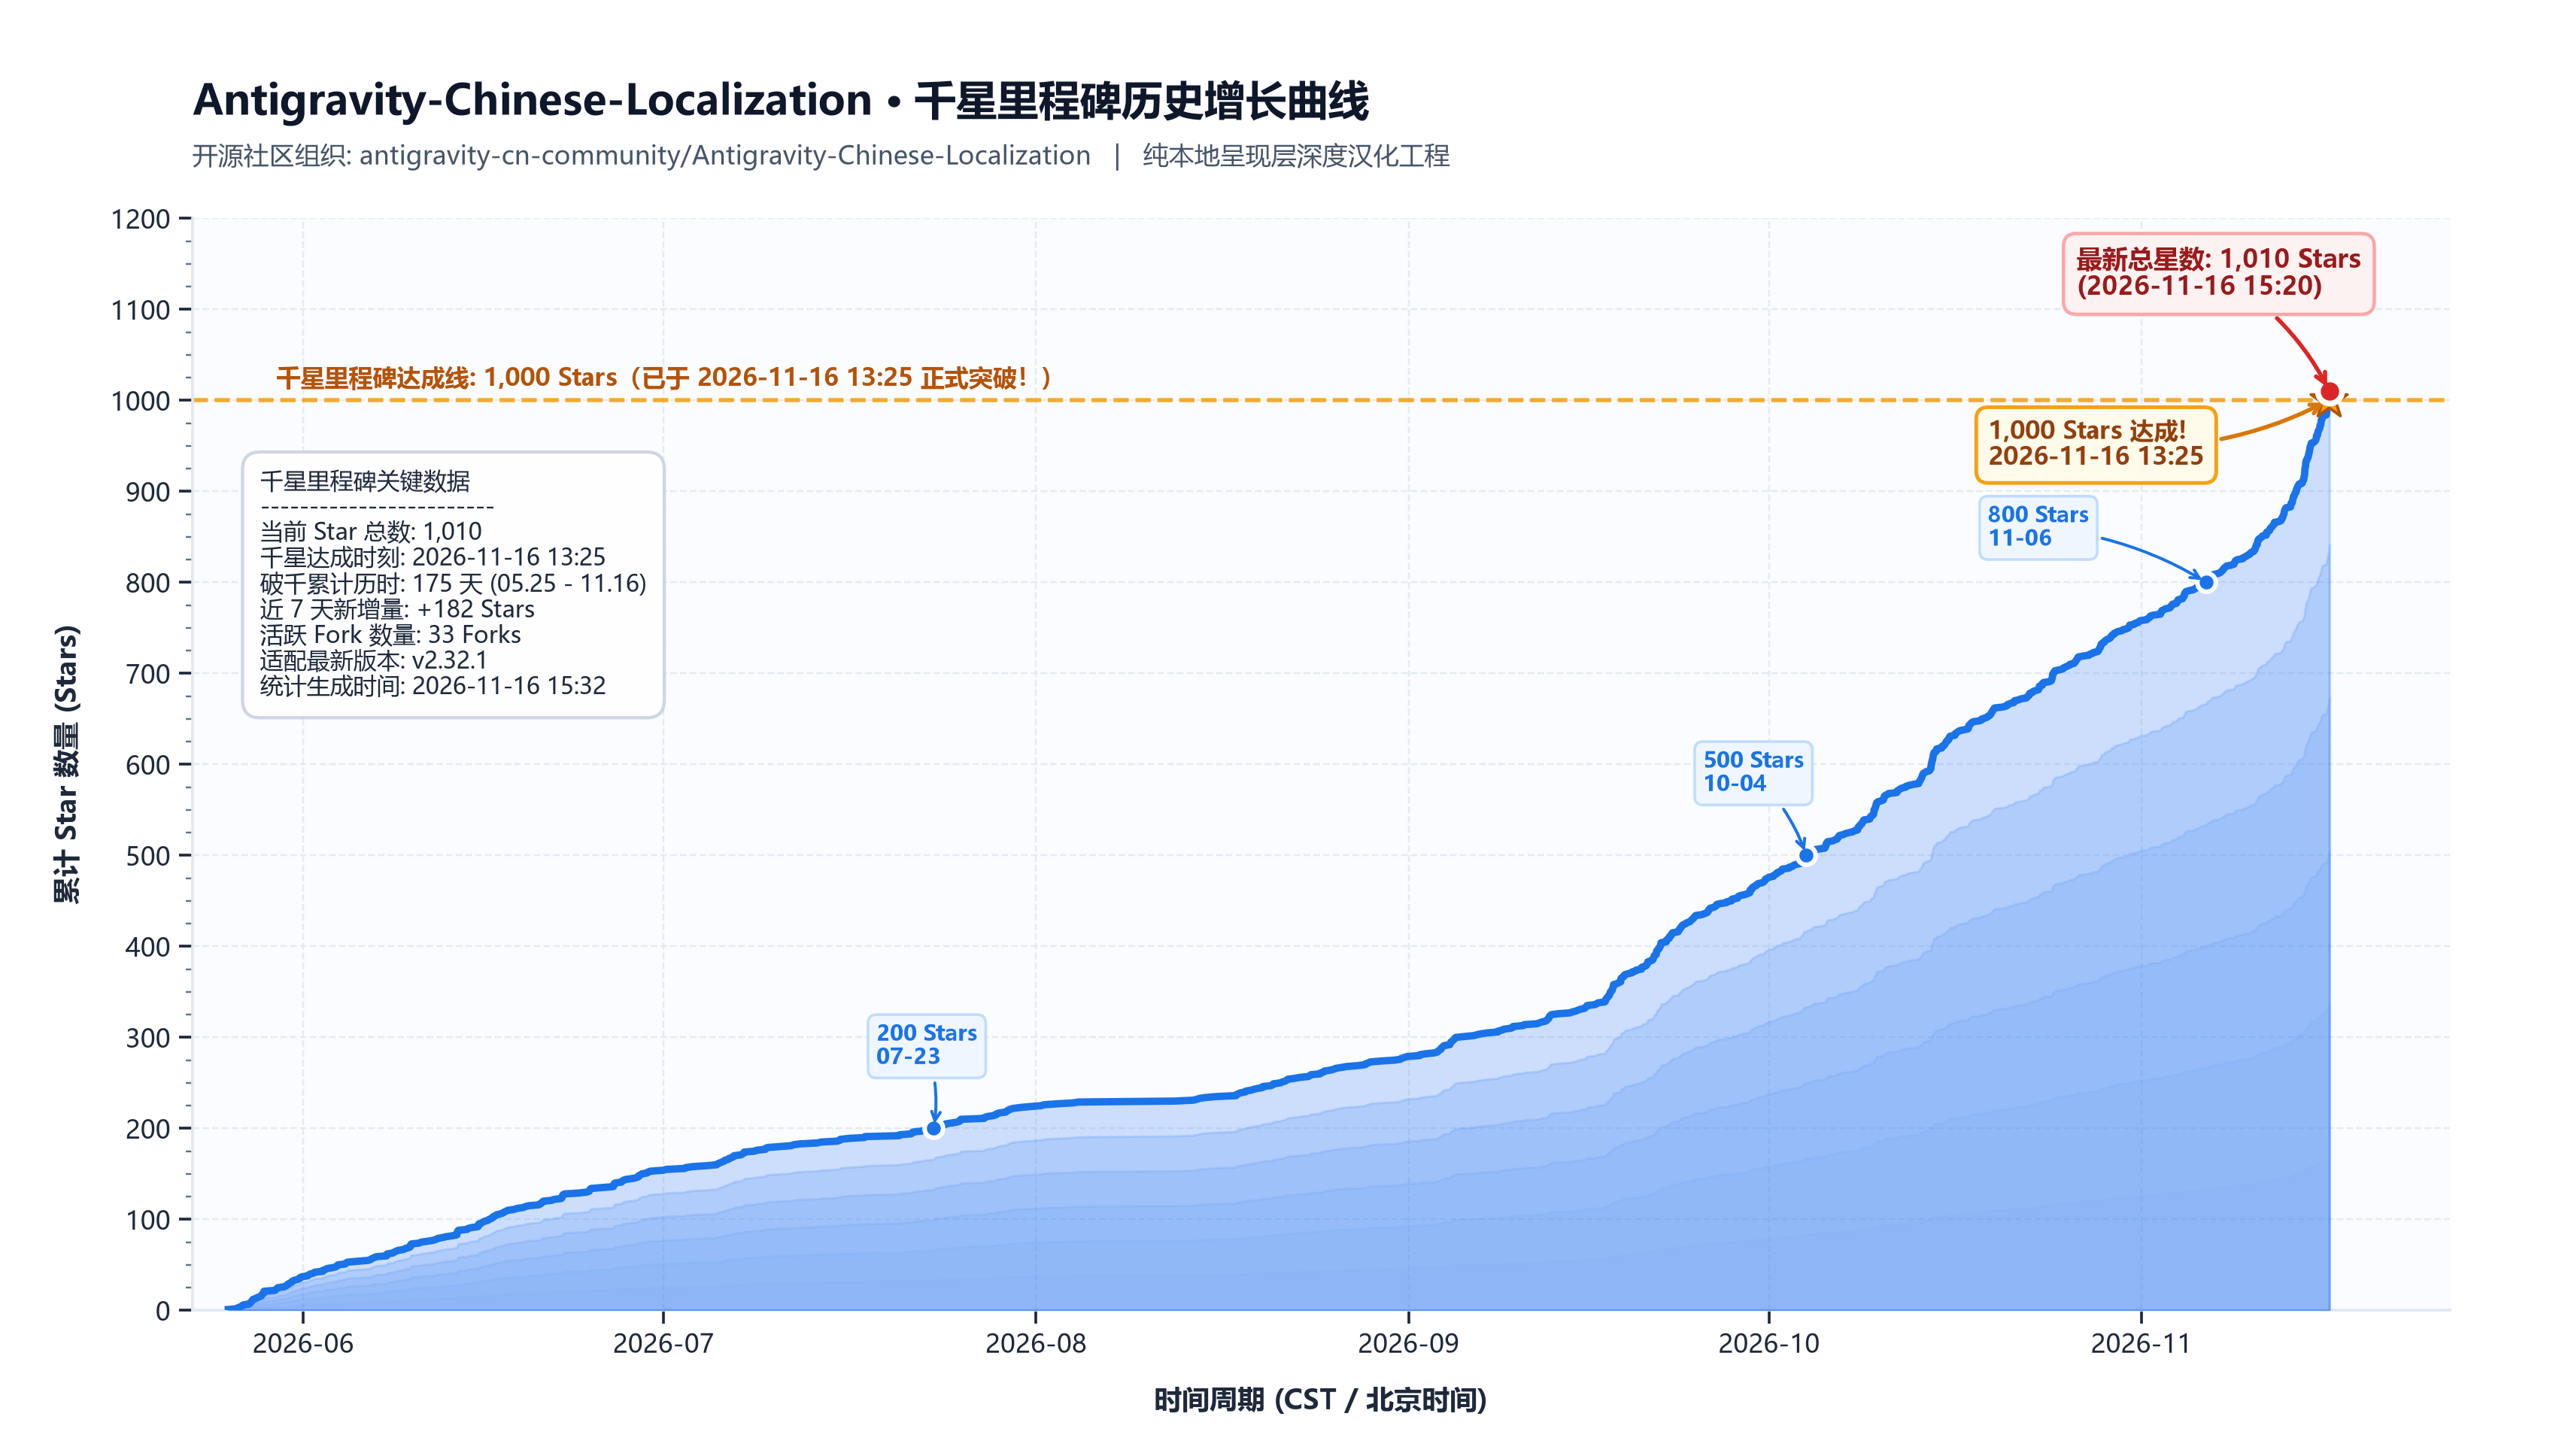 Antigravity-Chinese-Localization • 千星里程碑历史增长曲线
开源社区组织: antigravity-cn-community/Antigravity-Chinese-Localization | 纯本地呈现层深度汉化工程
1200
1100
1000
900
800
700
600
500
400
300
200
100
0
累计 Star 数量 (Stars)
最新总星数: 1,010 Stars
(2026-11-16 15:20)
千星里程碑达成线: 1,000 Stars（已于 2026-11-16 13:25 正式突破！）
1,000 Stars 达成!
2026-11-16 13:25
千星里程碑关键数据
------------------------
当前 Star 总数: 1,010
千星达成时刻: 2026-11-16 13:25
破千累计历时: 175 天 (05.25 - 11.16)
近 7 天新增量: +182 Stars
活跃 Fork 数量: 33 Forks
适配最新版本: v2.32.1
统计生成时间: 2026-11-16 15:32
800 Stars
11-06
500 Stars
10-04
200 Stars
07-23
2026-06
2026-07
2026-08
2026-09
2026-10
2026-11
时间周期 (CST / 北京时间)